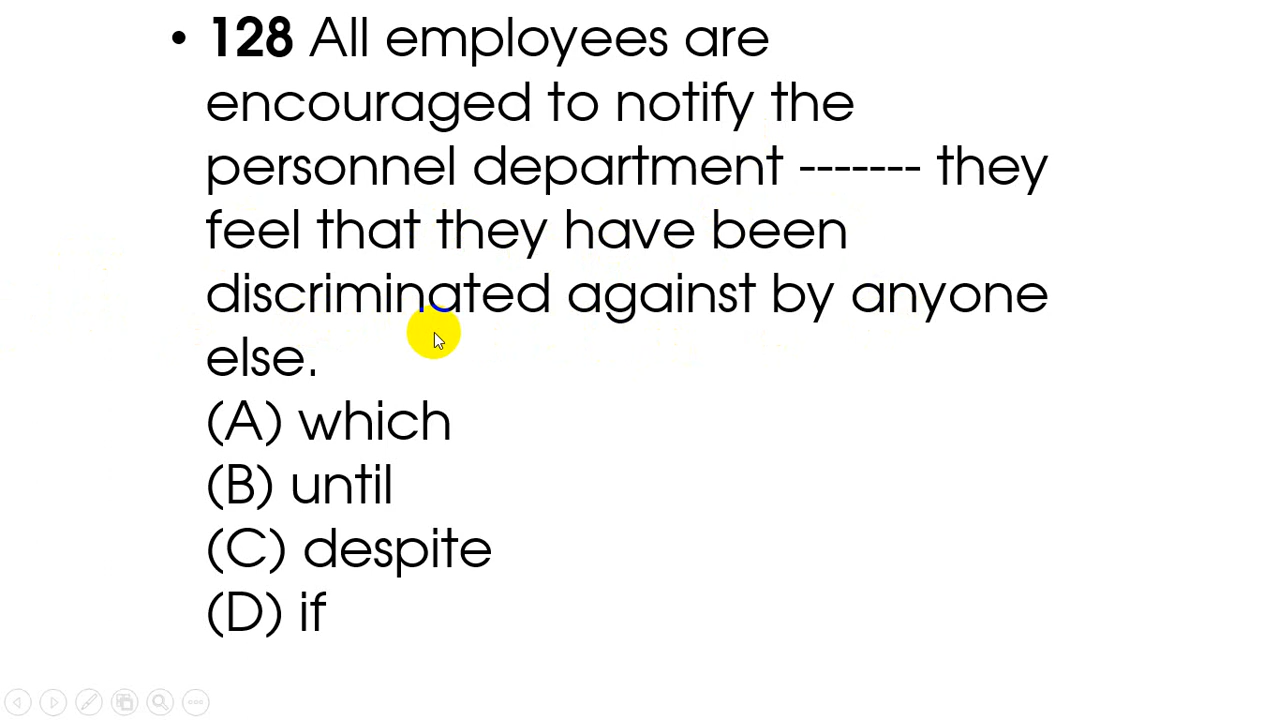 • 128 All employees are
encouraged to notify the
personnel department ------- they
feel that they have been
discriminated against by anyone
else.
(A) which
(B) until
(C) despite
(D) if